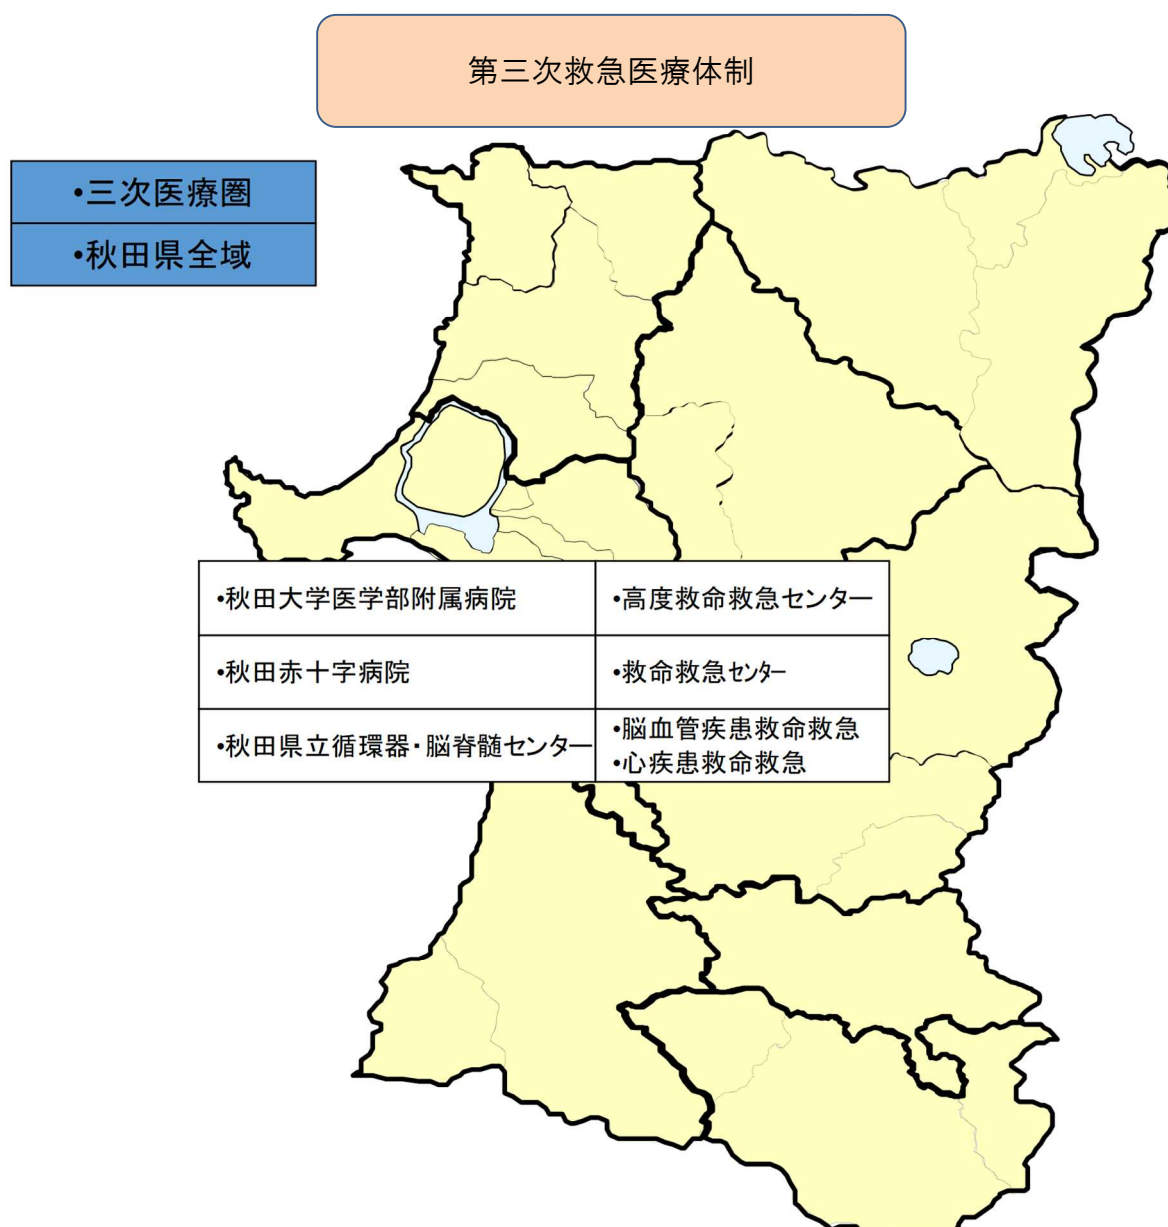 第三次救急医療体制
•三次医療圏
•秋田県全域
•秋田大学医学部附属病院
•高度救命救急センター
•秋田赤十字病院
•救命救急センター
•秋田県立循環器・脳脊髄センター
•脳血管疾患救命救急
•心疾患救命救急